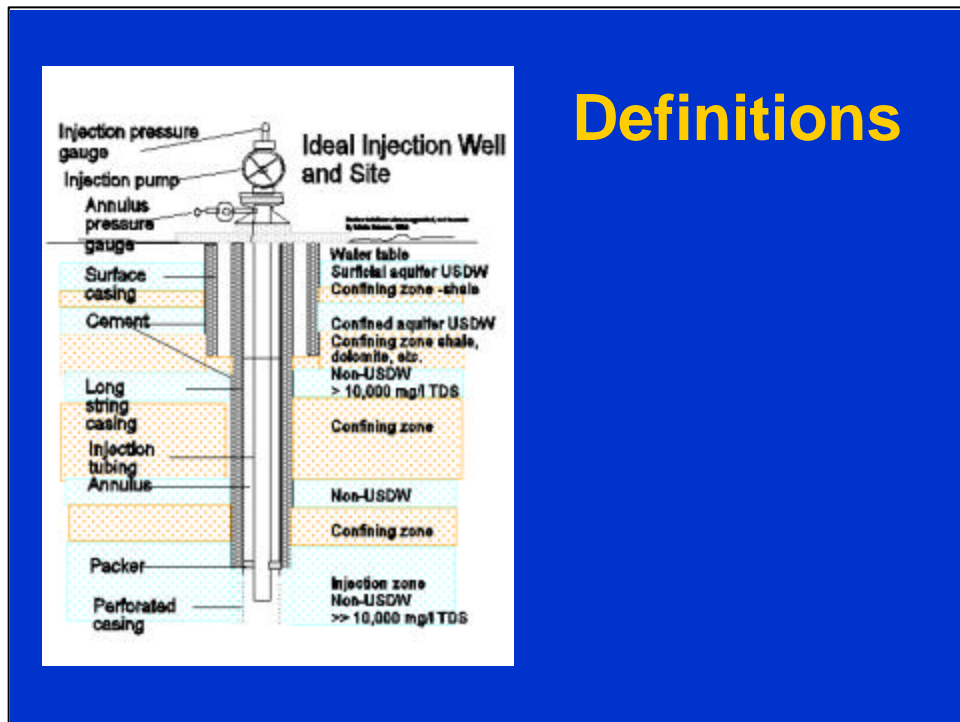 Definitions
Ideal Injection Well
and Site
Injection pressure
gauge
Injection pump
Annulus
pressure
gauge
Surface
casing
Cement
Long
string
casing
Injection
tubing
Annulus
Packer
Perforated
casing
Water table
Surficial aquifer USDW
Confining zone -shale
Confined aquifer USDW
Confining zone shale,
dolomite, etc.
Non-USDW
> 10,000 mg/l TDS
Confining zone
Non-USDW
Confining zone
Injection zone
Non-USDW
>> 10,000 mg/l TDS